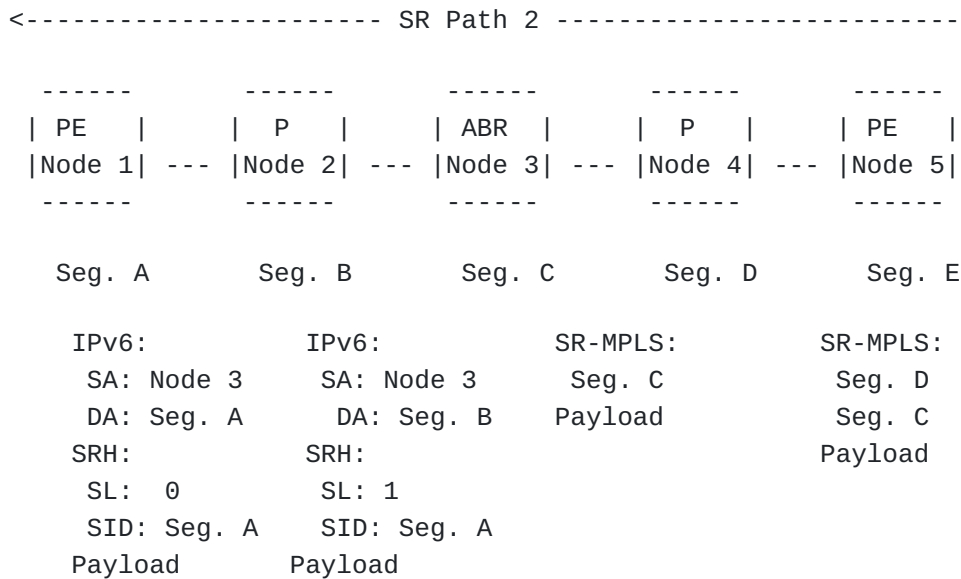 <----------------------- SR Path 2 --------------------------
------ ------ ------ ------ ------
| PE | | P | | ABR | | P | | PE |
|Node 1| --- |Node 2| --- |Node 3| --- |Node 4| --- |Node 5|
------ ------ ------ ------ ------
Seg. A Seg. B Seg. C Seg. D Seg. E
IPv6: IPv6: SR-MPLS: SR-MPLS:
SA: Node 3 SA: Node 3 Seg. C Seg. D
DA: Seg. A DA: Seg. B Payload Seg. C
SRH: SRH: Payload
SL: 0 SL: 1
SID: Seg. A SID: Seg. A
Payload Payload